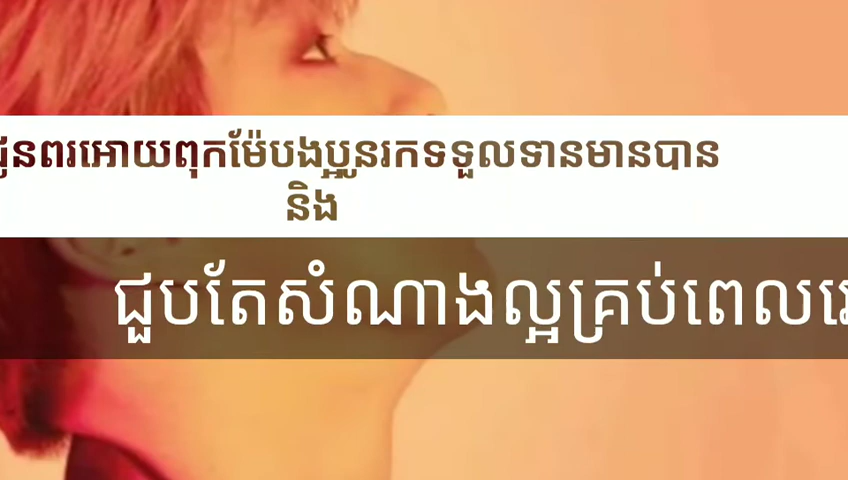 ជូនពរអោយពុកម៉ែបងប្អូនរកទទួលទានមានបាន
និង
ជួបតែសំណាងល្អគ្រប់ពេល